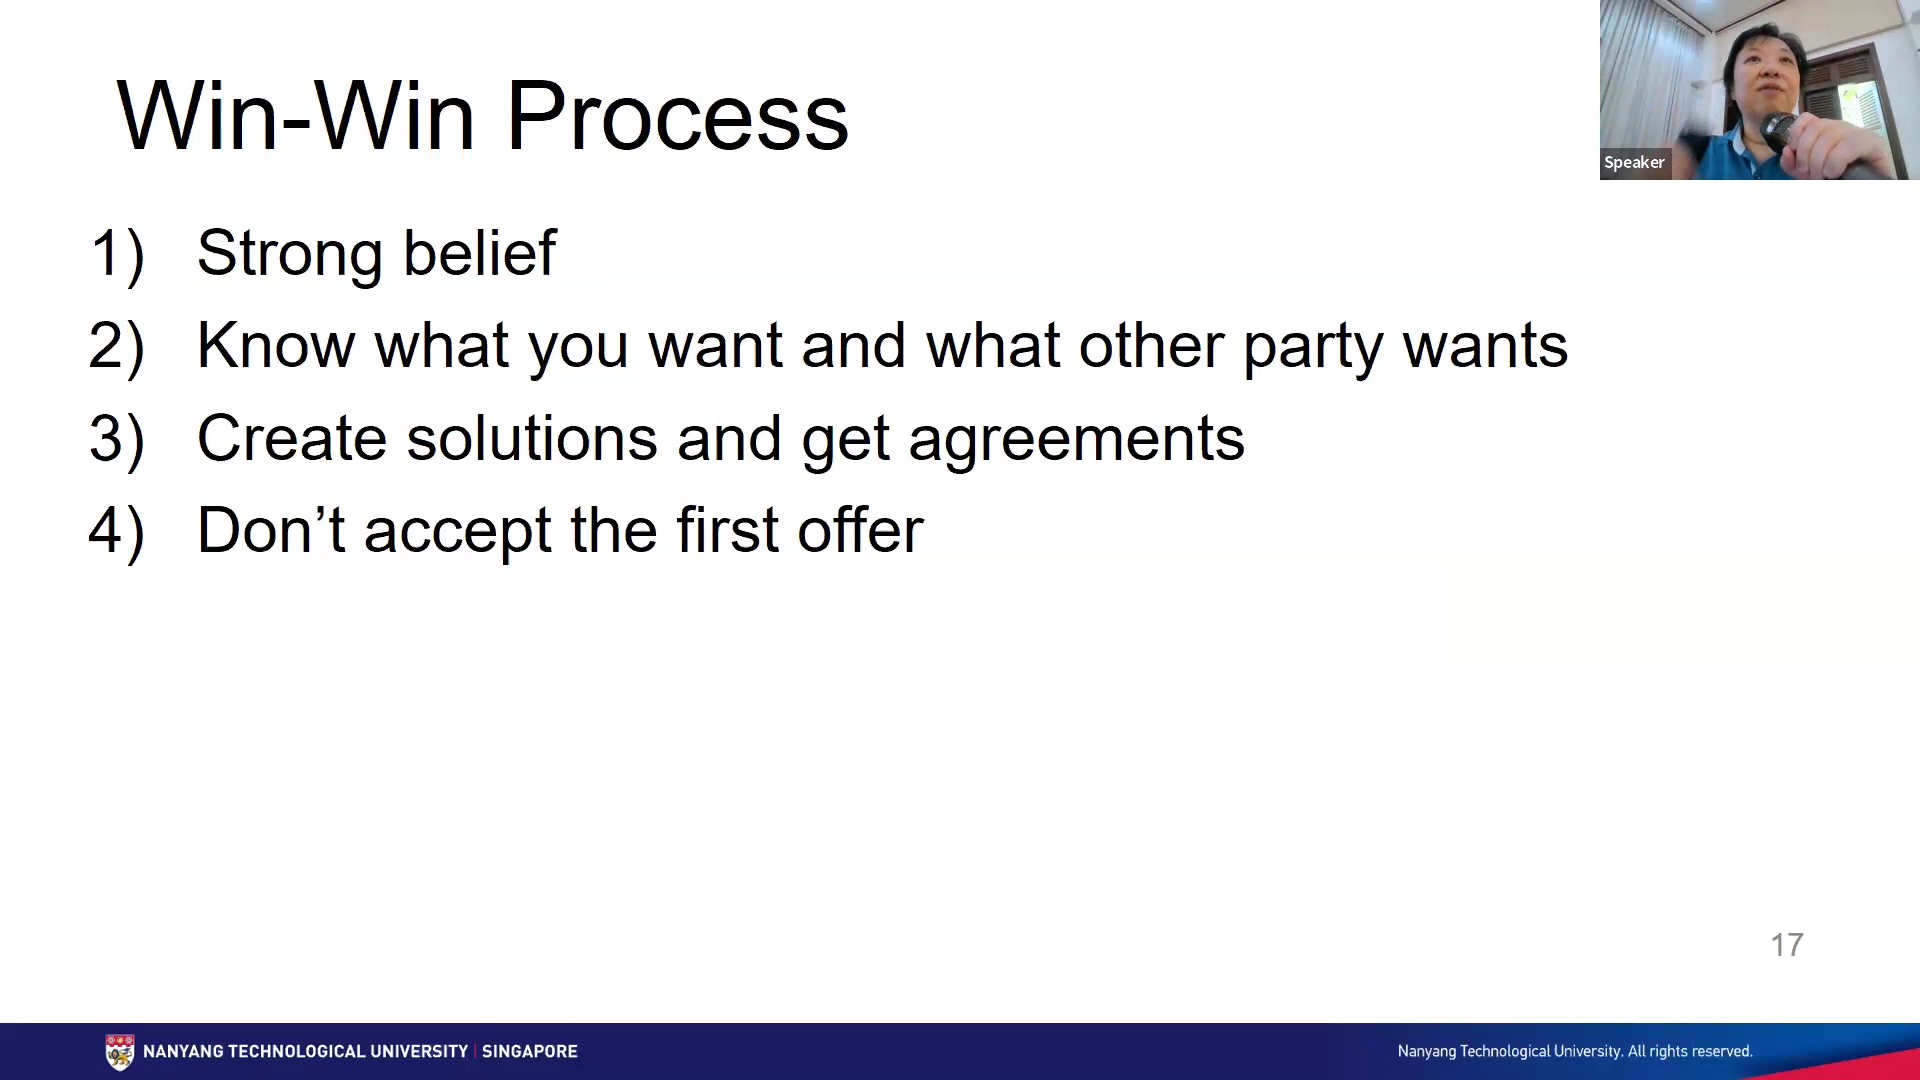 Win-Win Process
Speaker
1) Strong belief
2) Know what you want and what other party wants
3) Create solutions and get agreements
4) Don’t accept the first offer
17
NANYANG TECHNOLOGICAL UNIVERSITY | SINGAPORE
Nanyang Technological University. All rights reserved.